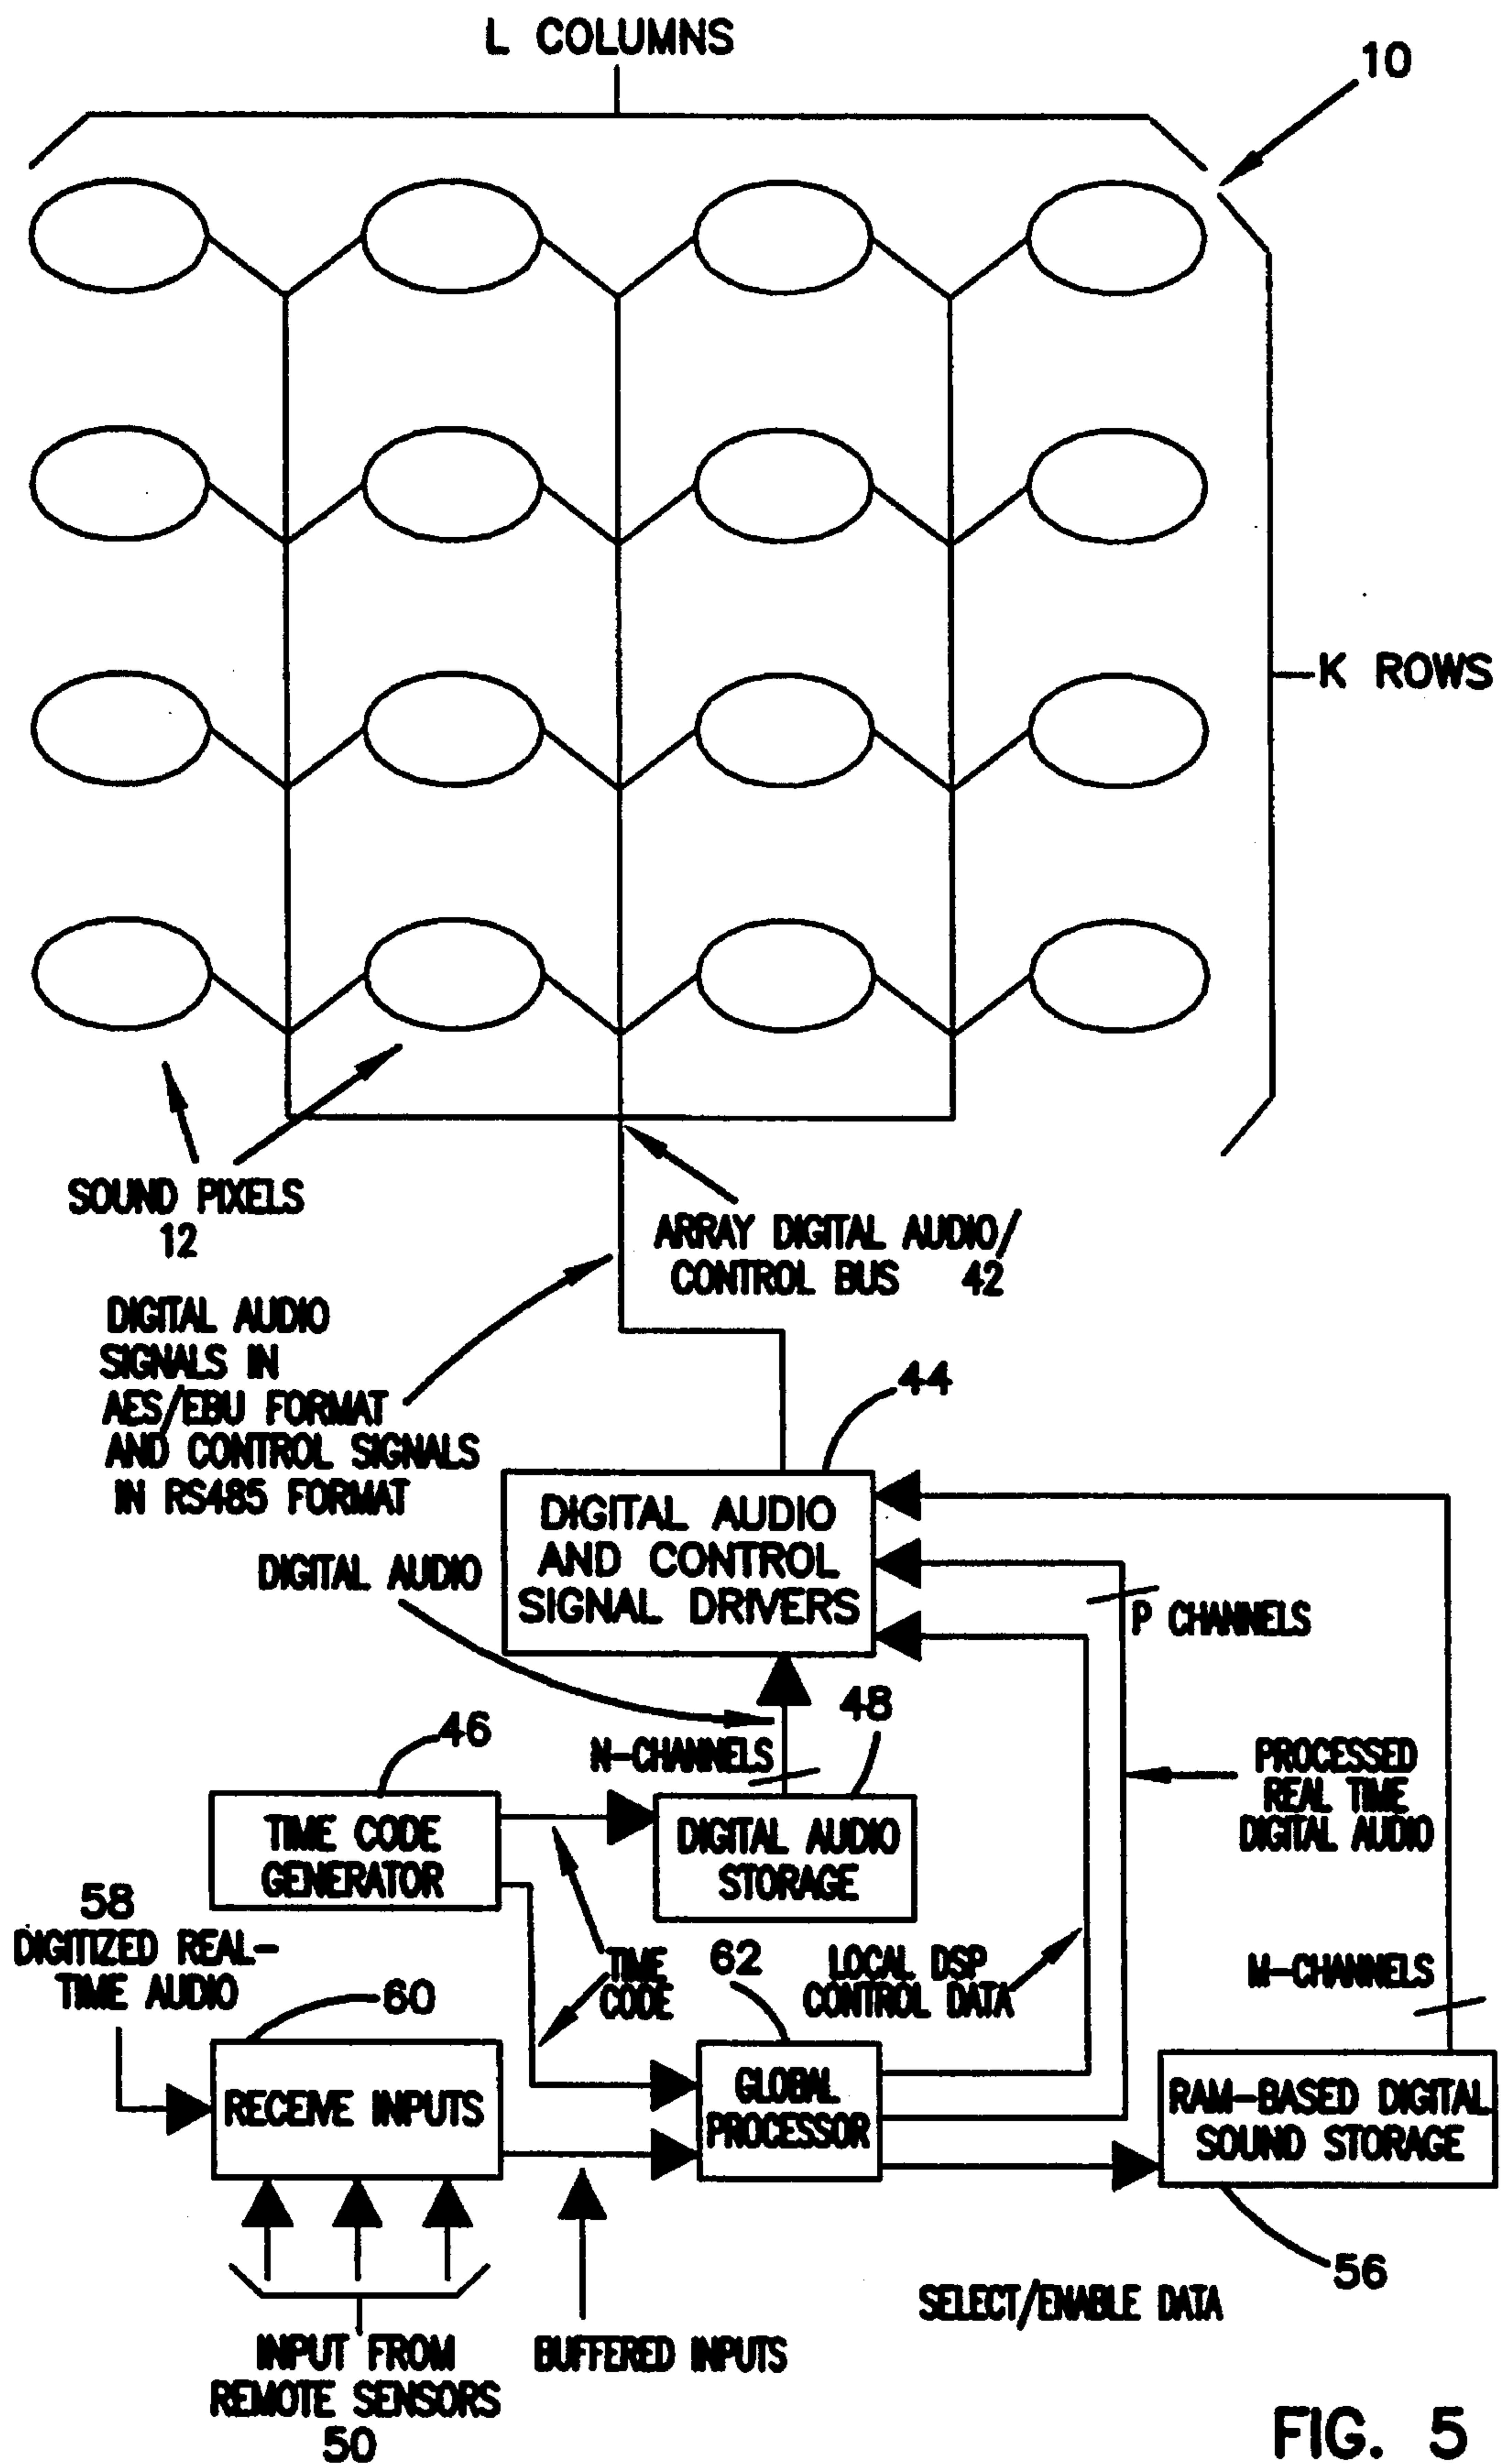 L COLUMNS
10
K ROWS
SOUND PIXELS
12
ARRAY DIGITAL AUDIO/
CONTROL BUS 42
DIGITAL AUDIO
SIGNALS IN
AES/EBU FORMAT
AND CONTROL SIGNALS
IN RS485 FORMAT
44
DIGITAL AUDIO
AND CONTROL
SIGNAL DRIVERS
DIGITAL AUDIO
P CHANNELS
48
46
N-CHANNELS
PROCESSED
REAL TIME
DIGITAL AUDIO
TIME CODE
GENERATOR
DIGITAL AUDIO
STORAGE
58
DIGITIZED REAL-
TIME AUDIO
TIME
CODE
62
LOCAL DSP
CONTROL DATA
M-CHANNELS
60
RECEIVE INPUTS
GLOBAL
PROCESSOR
RAM-BASED DIGITAL
SOUND STORAGE
56
SELECT/ENABLE DATA
INPUT FROM
REMOTE SENSORS
50
BUFFERED INPUTS
FIG. 5